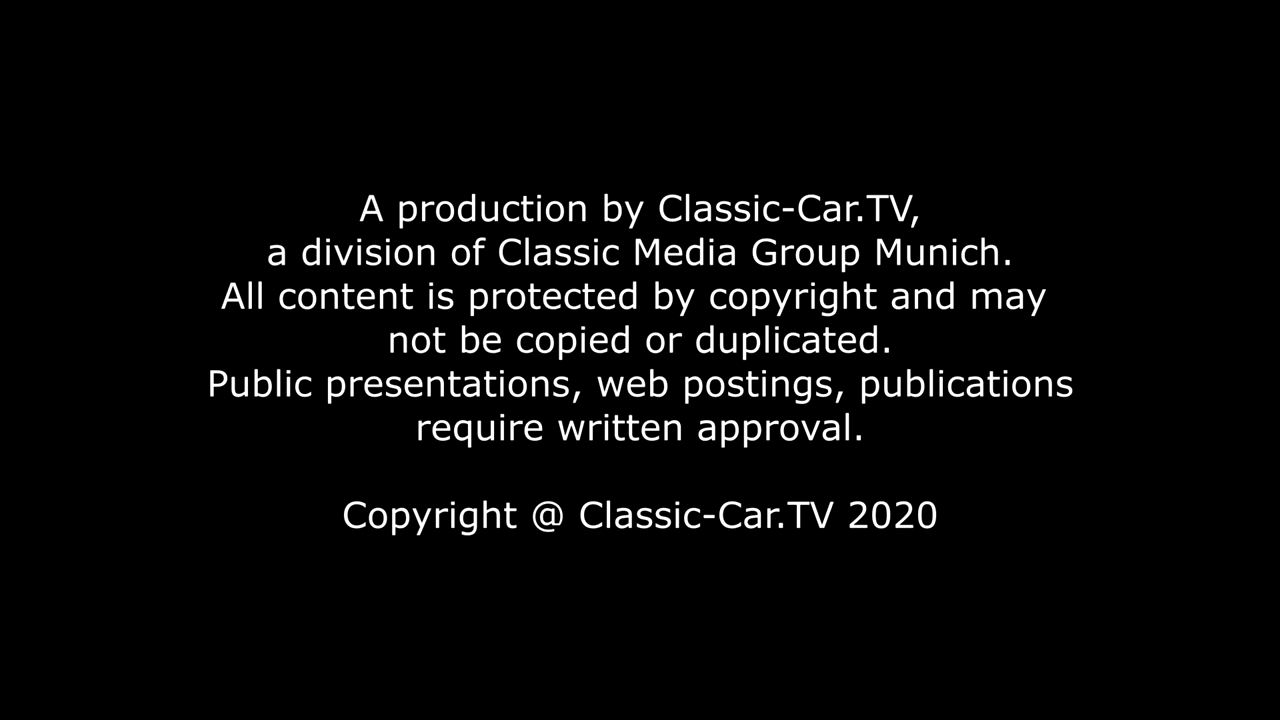 A production by Classic-Car.TV,
a division of Classic Media Group Munich.
All content is protected by copyright and may
not be copied or duplicated.
Public presentations, web postings, publications
require written approval.
Copyright @ Classic-Car.TV 2020